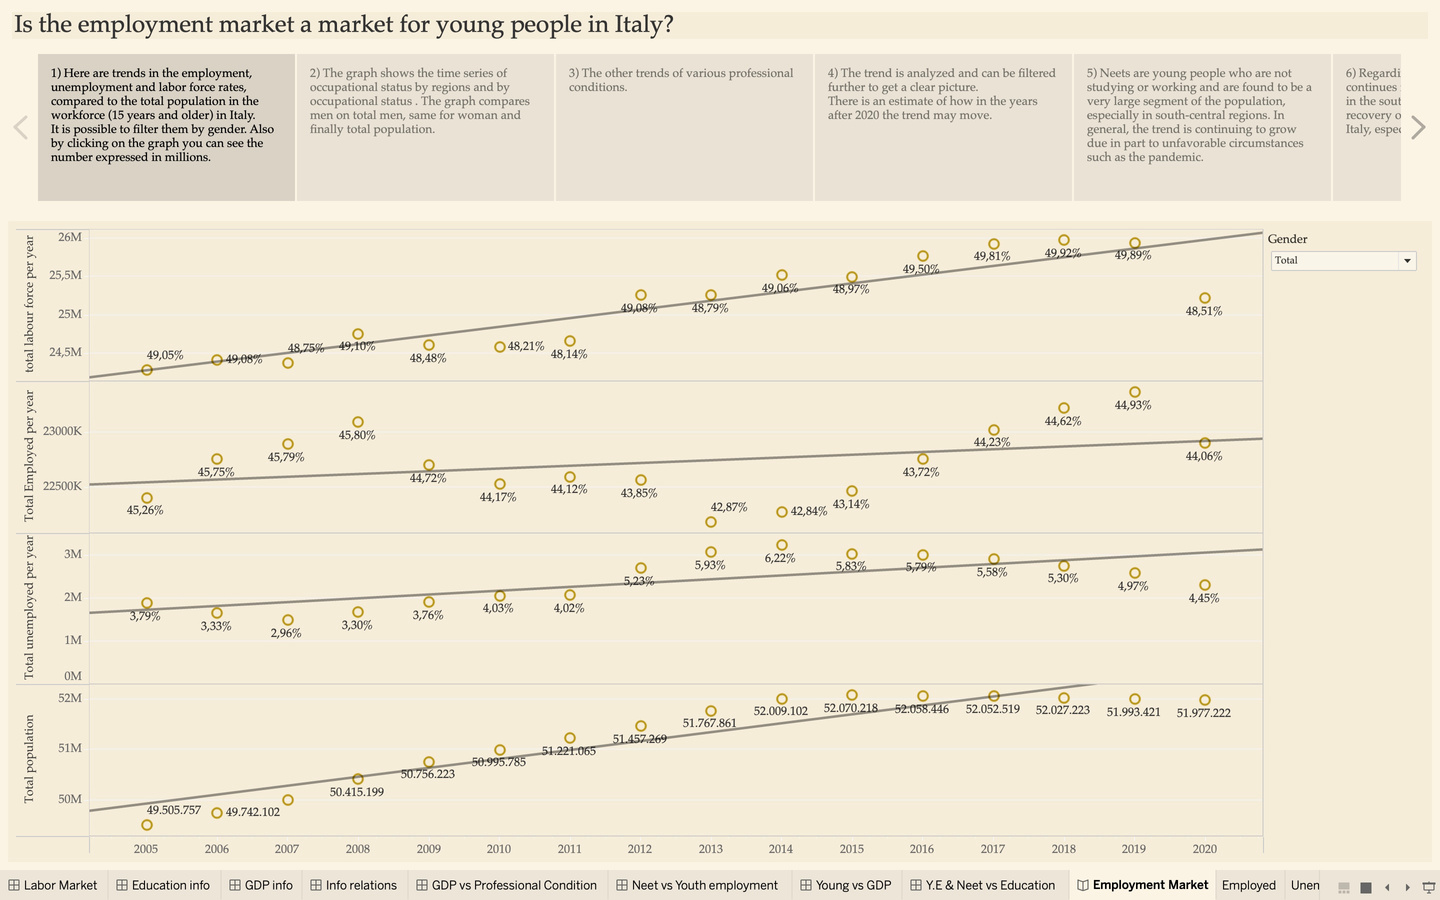 Is the employment market a market for young people in Italy?
1) Here are trends in the employment,
unemployment and labor force rates,
compared to the total population in the
workforce (15 years and older) in Italy.
It is possible to filter them by gender. Also
by clicking on the graph you can see the
number expressed in millions.
2) The graph shows the time series of
occupational status by regions and by
occupational status . The graph compares
men on total men, same for woman and
finally total population.
3) The other trends of various professional
conditions.
4) The trend is analyzed and can be filtered
further to get a clear picture.
There is an estimate of how in the years
after 2020 the trend may move.
5) Neets are young people who are not
studying or working and are found to be a
very large segment of the population,
especially in south-central regions. In
general, the trend is continuing to grow
due in part to unfavorable circumstances
such as the pandemic.
6) Regardi
continues
in the sout
recovery o
Italy, espec
Gender
Total
total labour force per year
26M
25,5M
25M
24,5M
49,05%
49,08%
48,75%
49,10%
48,48%
48,21%
48,14%
49,08%
48,79%
49,06%
48,97%
49,50%
49,81%
49,92%
49,89%
48,51%
Total Employed per year
23000K
22500K
45,26%
45,75%
45,79%
45,80%
44,72%
44,17%
44,12%
43,85%
42,87%
42,84%
43,14%
43,72%
44,23%
44,62%
44,93%
44,06%
Total unemployed per year
3M
2M
1M
0M
3,79%
3,33%
2,96%
3,30%
3,76%
4,03%
4,02%
5,23%
5,93%
6,22%
5,83%
5,79%
5,58%
5,30%
4,97%
4,45%
Total population
52M
51M
50M
49.505.757
49.742.102
50.415.199
50.756.223
50.995.785
51.221.065
51.457.269
51.767.861
52.009.102
52.070.218
52.058.446
52.052.519
52.027.223
51.993.421
51.977.222
2005 2006 2007 2008 2009 2010 2011 2012 2013 2014 2015 2016 2017 2018 2019 2020
Labor Market Education info GDP info Info relations GDP vs Professional Condition Neet vs Youth employment Young vs GDP Y.E & Neet vs Education Employment Market Employed Unen